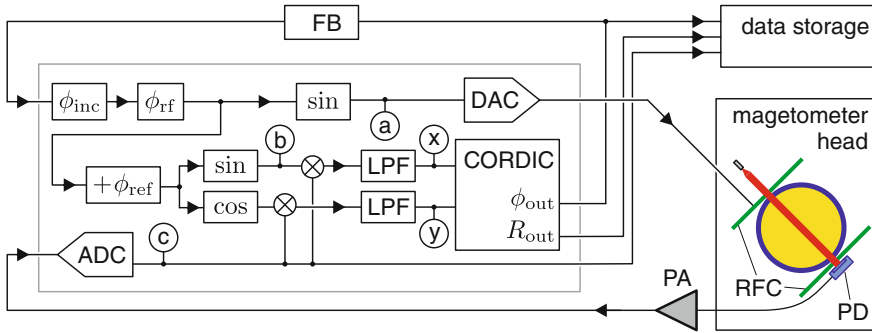 FB
data storage
ϕinc
ϕrf
sin
a
DAC
magetometer
head
b
x
+ϕref
sin
LPF
CORDIC
cos
LPF
ϕout
Rout
y
c
ADC
PA
RFC
PD